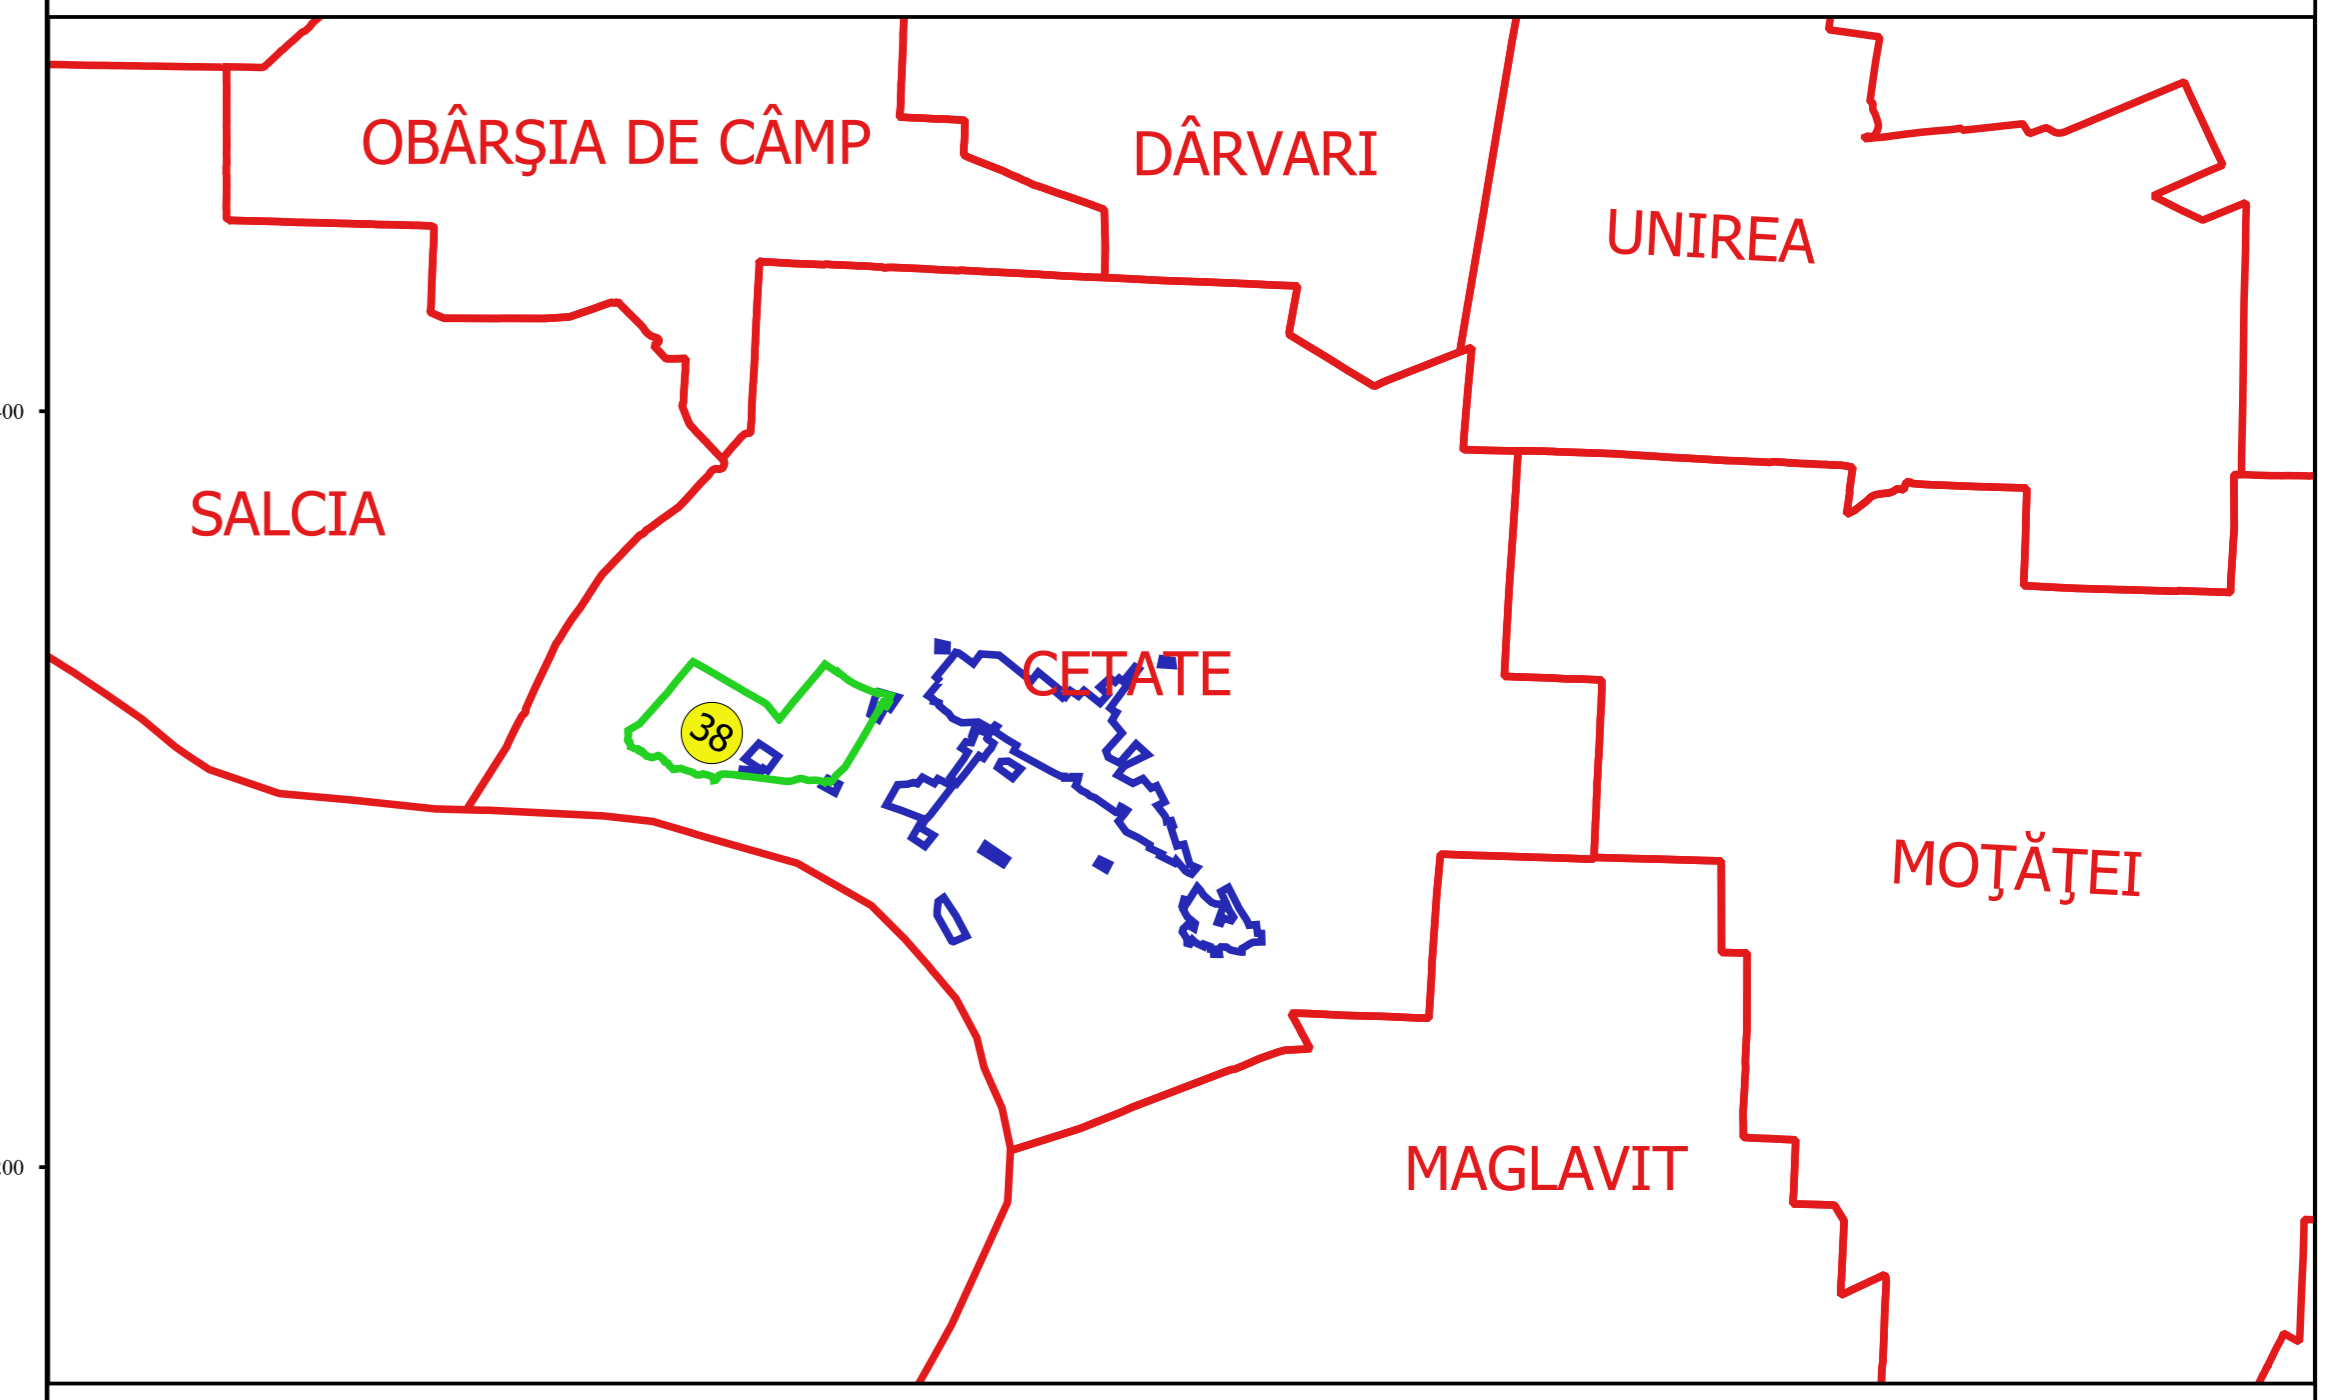 OBÂRŞIA DE CÂMP
DÂRVARI
UNIREA
SALCIA
CETATE
38
MOŢĂŢEI
MAGLAVIT